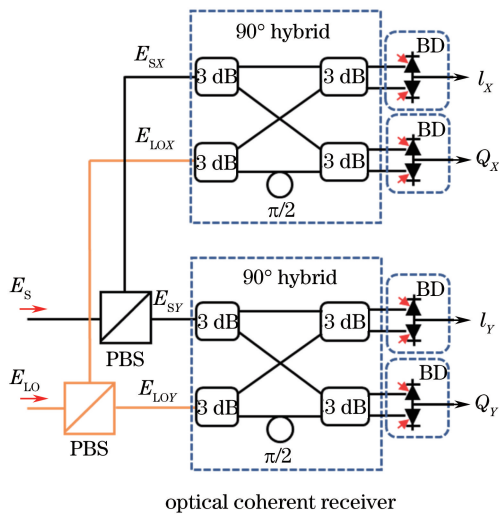 90° hybrid
BD
E_SX
3 dB
3 dB
l_X
E_LOX
BD
3 dB
3 dB
Q_X
π/2
90° hybrid
BD
E_S
E_SY
3 dB
3 dB
l_Y
PBS
E_LO
E_LOY
BD
3 dB
3 dB
Q_Y
PBS
π/2
optical coherent receiver